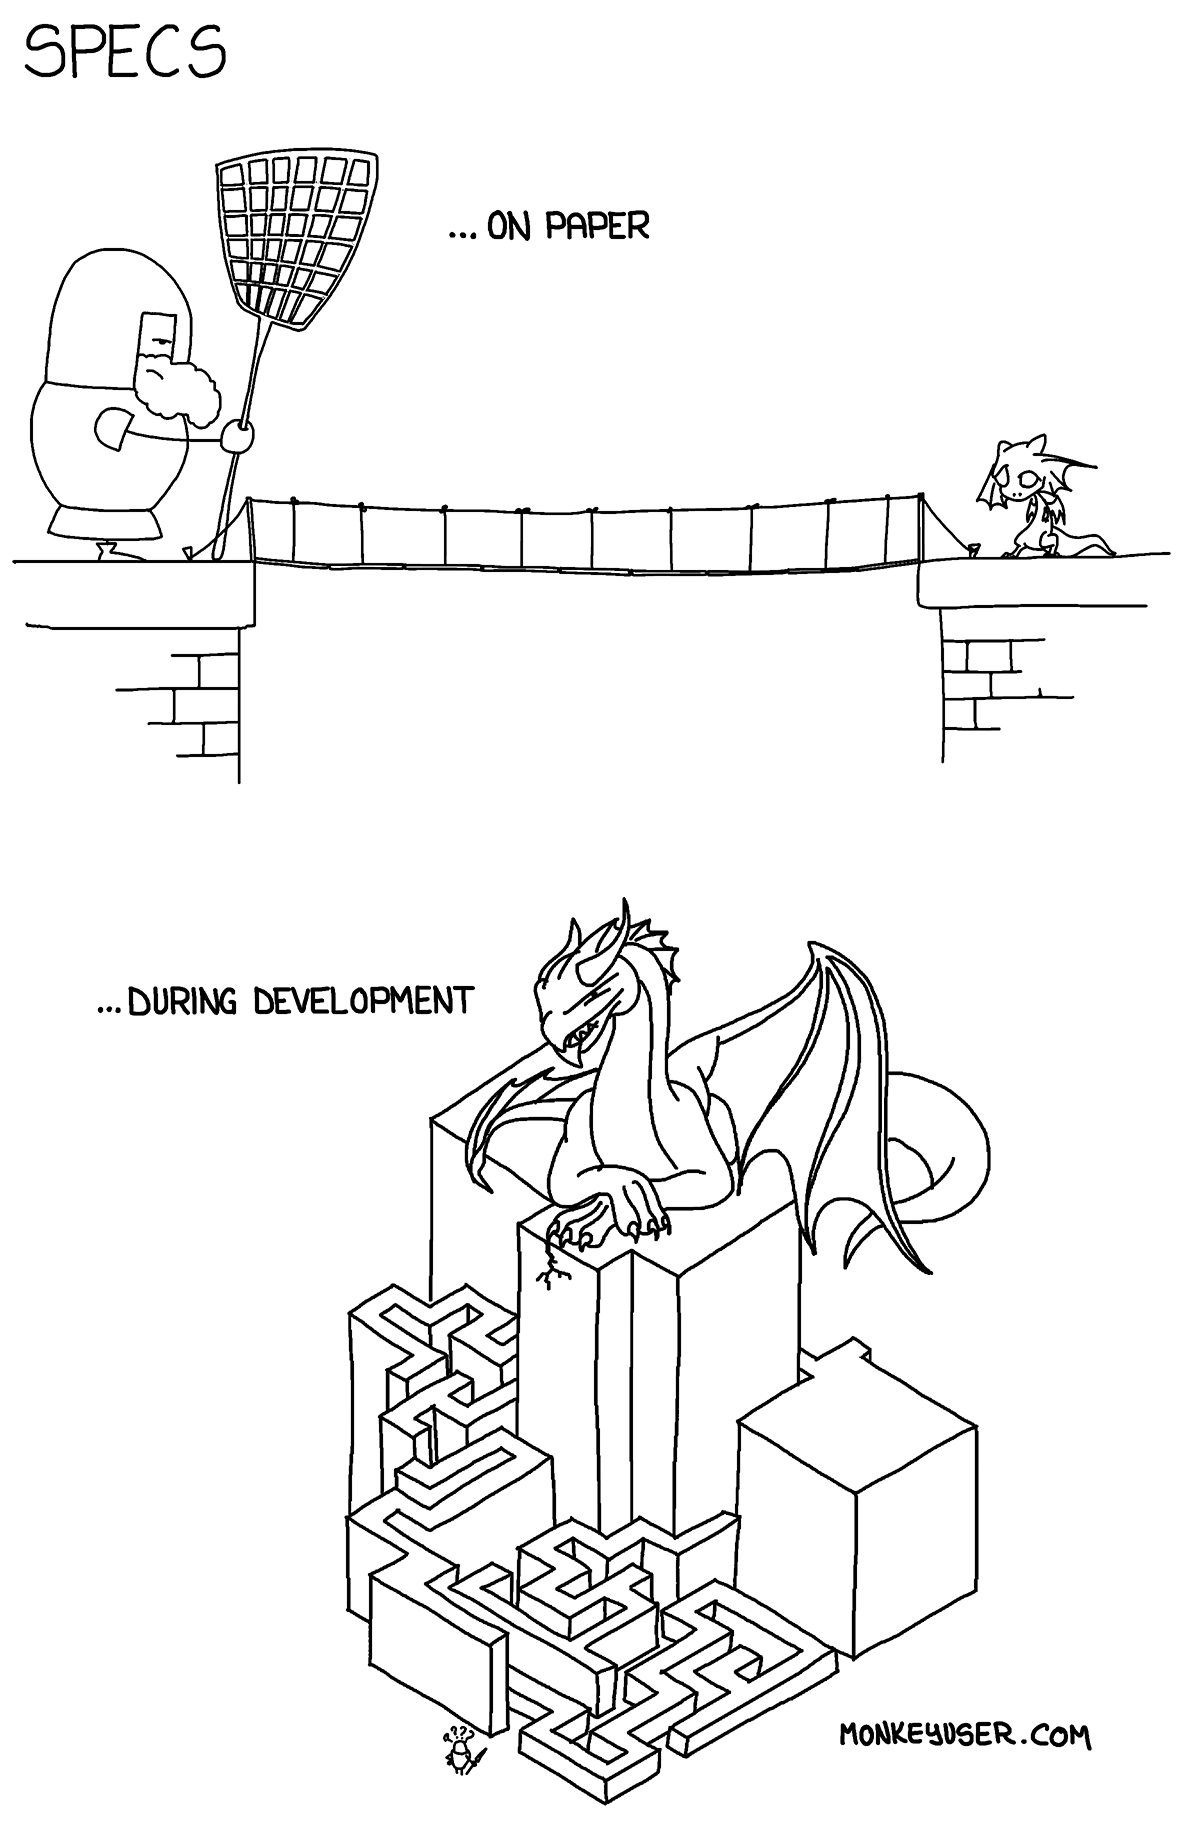 SPECS
... ON PAPER
... DURING DEVELOPMENT
????
MONKEYUSER.COM